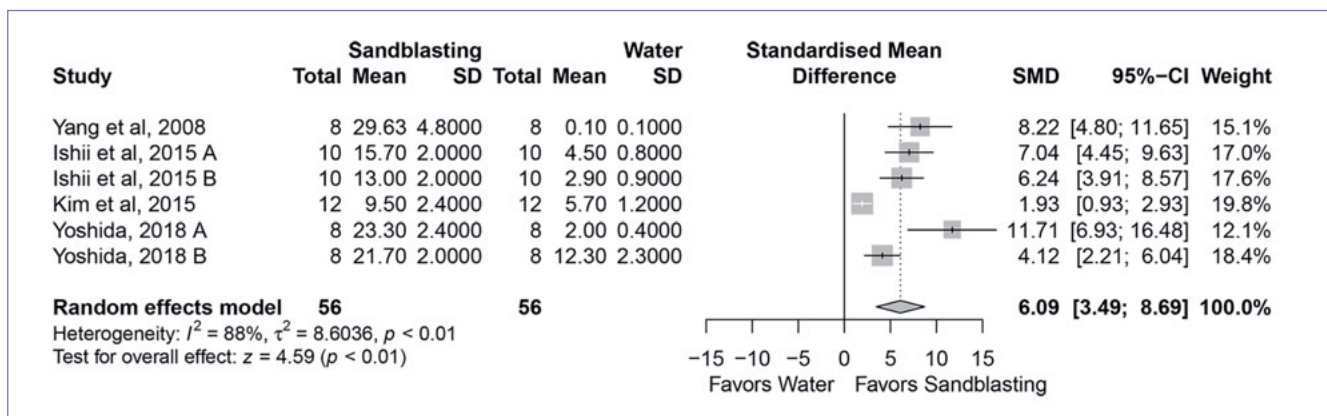 Sandblasting Water Standardised Mean
Study Total Mean SD Total Mean SD Difference SMD 95%−CI Weight
Yang et al, 2008 8 29.63 4.8000 8 0.10 0.1000 8.22 [4.80; 11.65] 15.1%
Ishii et al, 2015 A 10 15.70 2.0000 10 4.50 0.8000 7.04 [4.45; 9.63] 17.0%
Ishii et al, 2015 B 10 13.00 2.0000 10 2.90 0.9000 6.24 [3.91; 8.57] 17.6%
Kim et al, 2015 12 9.50 2.4000 12 5.70 1.2000 1.93 [0.93; 2.93] 19.8%
Yoshida, 2018 A 8 23.30 2.4000 8 2.00 0.4000 11.71 [6.93; 16.48] 12.1%
Yoshida, 2018 B 8 21.70 2.0000 8 12.30 2.3000 4.12 [2.21; 6.04] 18.4%
Random effects model 56 56 6.09 [3.49; 8.69] 100.0%
Heterogeneity: I² = 88%, τ² = 8.6036, p < 0.01
Test for overall effect: z = 4.59 (p < 0.01)
−15 −10 −5 0 5 10 15
Favors Water Favors Sandblasting